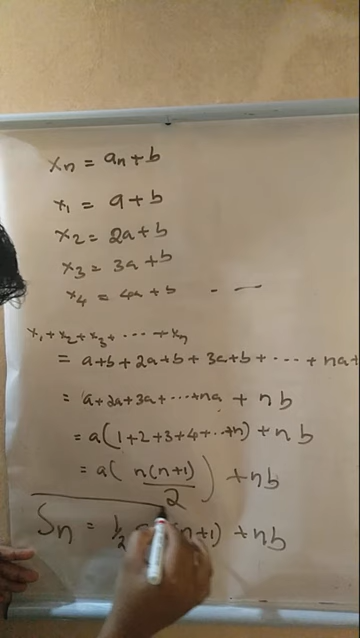 xn = an + b
x1 = a + b
x2 = 2a + b
x3 = 3a + b
x4 = 4a + b - —
x1 + x2 + x3 + ..... + xn
= a+b + 2a+b + 3a+b + ... + na+
= a+2a+3a+...+na + nb
= a(1+2+3+4+...+n) + nb
= a( n(n+1) / 2 ) + nb
Sn = 1/2 (n+1) + nb